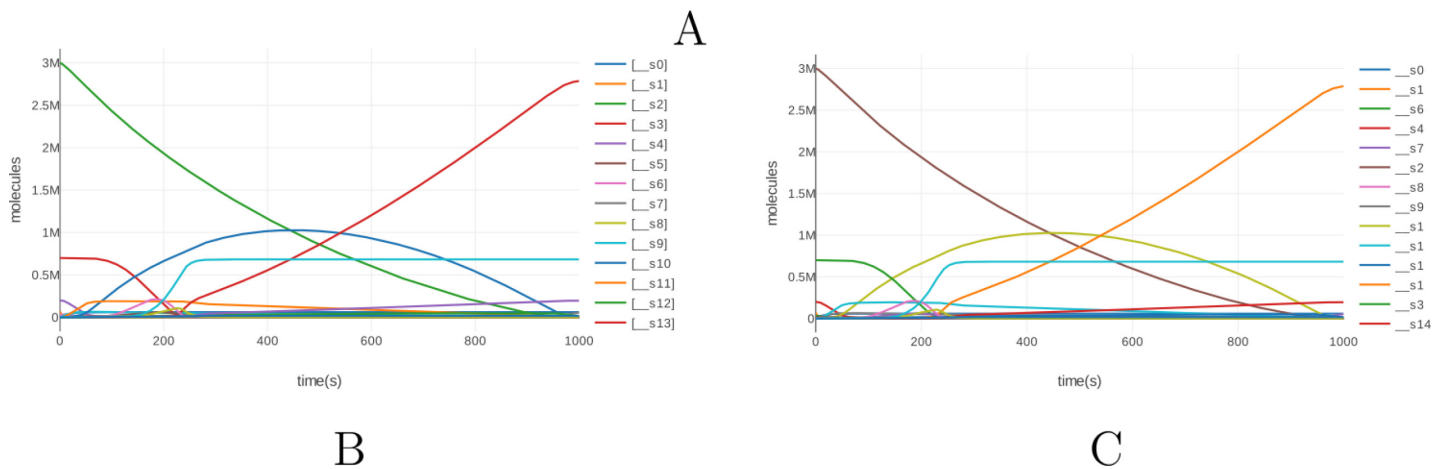 A
3M
2.5M
2M
1.5M
1M
0.5M
0
molecules
0
200
400
600
800
1000
time(s)
[__s0]
[__s1]
[__s2]
[__s3]
[__s4]
[__s5]
[__s6]
[__s7]
[__s8]
[__s9]
[__s10
[__s11]
[__s12]
[__s13]
B
3M
2.5M
2M
1.5M
1M
0.5M
0
molecules
0
200
400
600
800
1000
time(s)
__s0
__s1
__s6
__s4
__s7
__s2
__s8
__s9
__s1
__s1
__s1
__s1
__s3
__s14
C